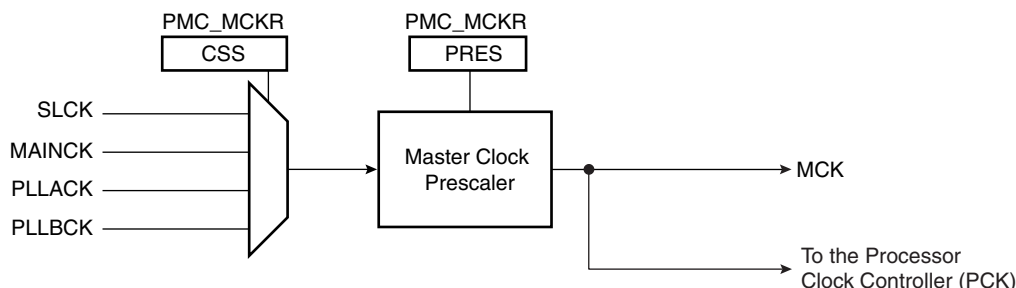 PMC_MCKR
PMC_MCKR
CSS
PRES
SLCK
MAINCK
PLLACK
PLLBCK
Master Clock
Prescaler
MCK
To the Processor
Clock Controller (PCK)